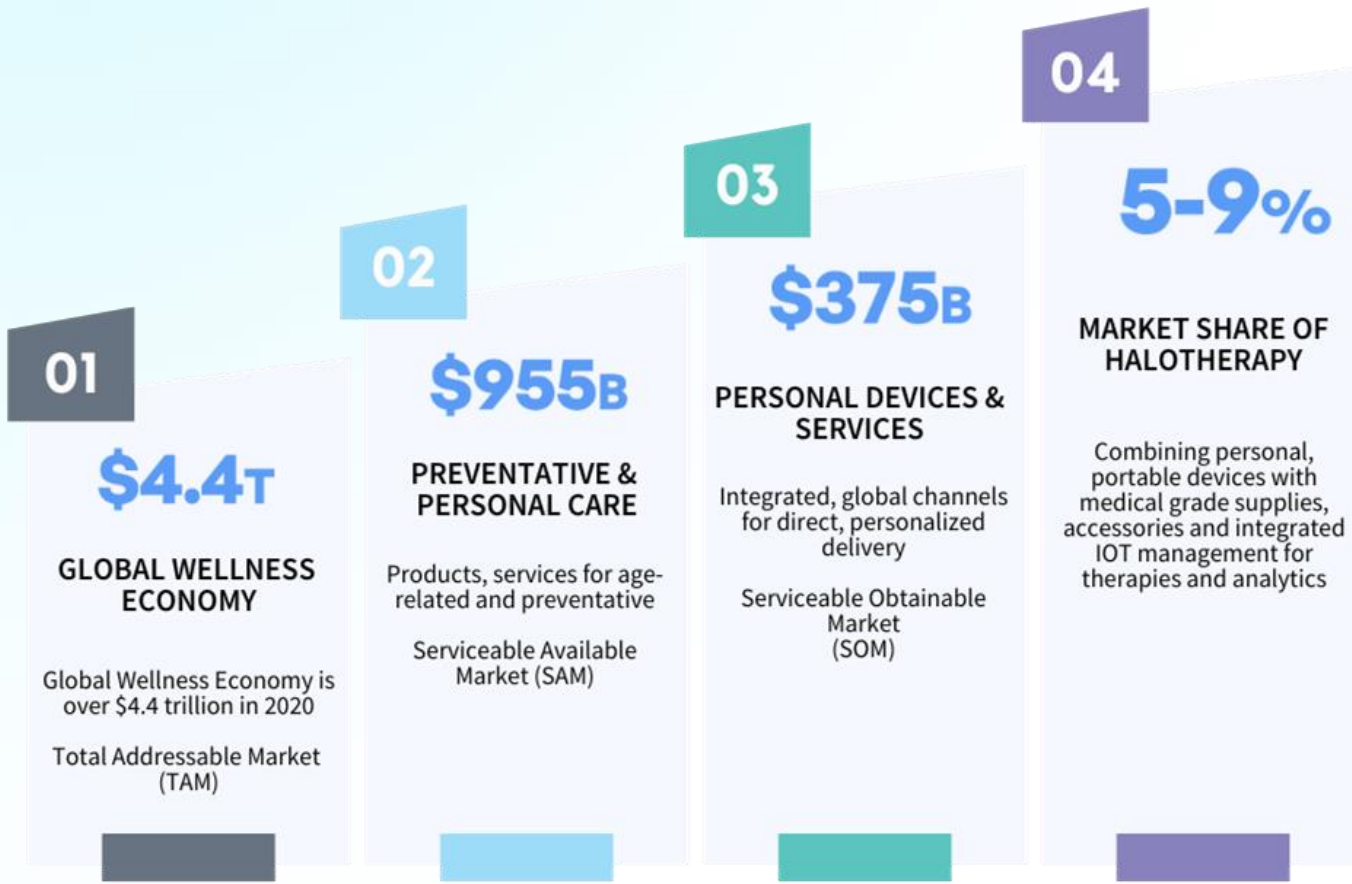 01
$4.4T
GLOBAL WELLNESS
ECONOMY
Global Wellness Economy is
over $4.4 trillion in 2020
Total Addressable Market
(TAM)
02
$955B
PREVENTATIVE &
PERSONAL CARE
Products, services for age-
related and preventative
Serviceable Available
Market (SAM)
03
$375B
PERSONAL DEVICES &
SERVICES
Integrated, global channels
for direct, personalized
delivery
Serviceable Obtainable
Market
(SOM)
04
5-9%
MARKET SHARE OF
HALOTHERAPY
Combining personal,
portable devices with
medical grade supplies,
accessories and integrated
IOT management for
therapies and analytics